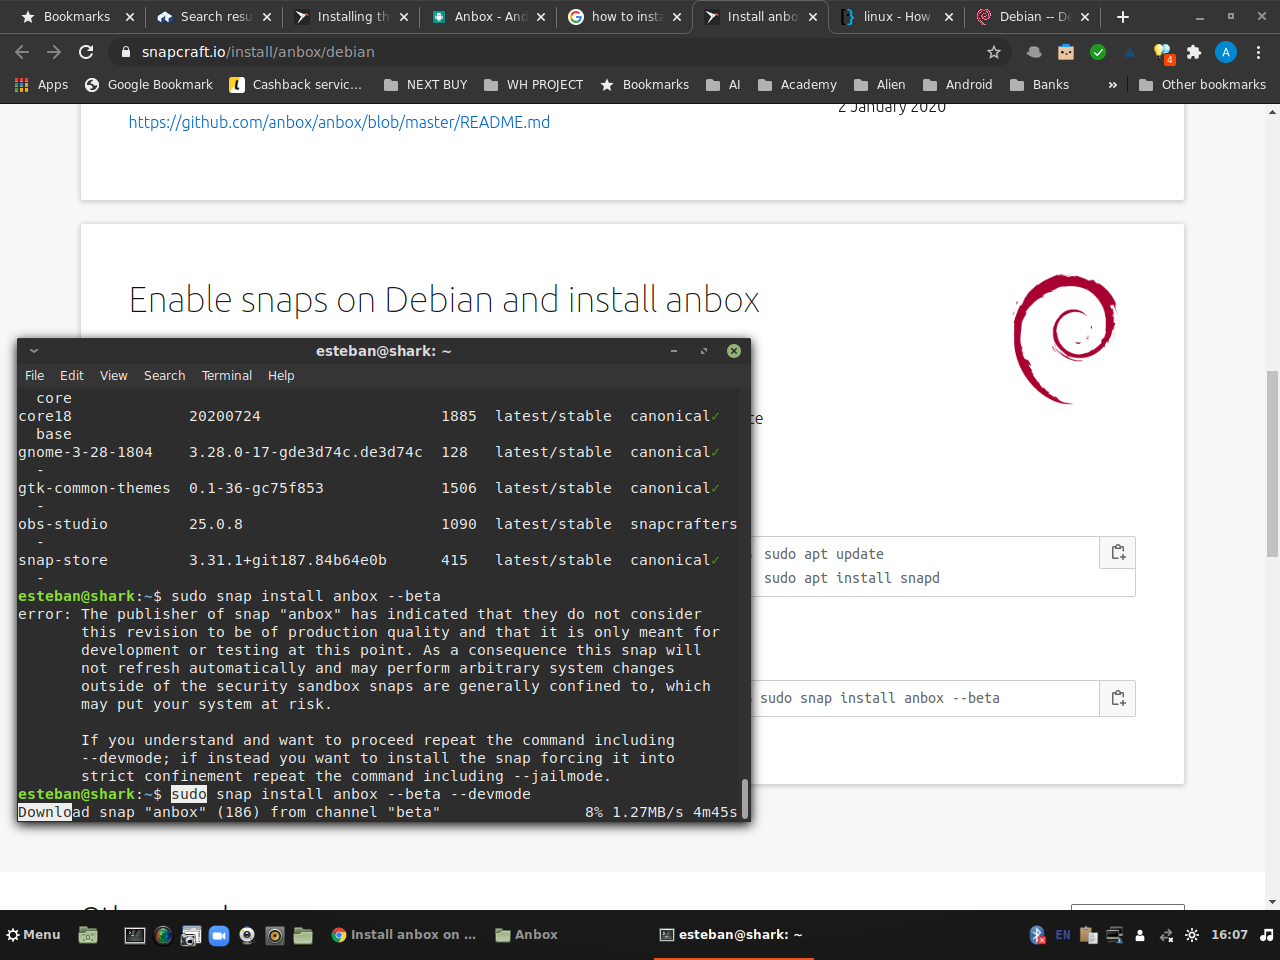 Bookmarks
Search resu
Installing th
Anbox - And
how to insta
Install anbo
linux - How
Debian -- De
snapcraft.io/install/anbox/debian
A
4
Apps
Google Bookmark
Cashback servic...
NEXT BUY
WH PROJECT
Bookmarks
AI
Academy
Alien
Android
Banks
»
Other bookmarks
2 January 2020
https://github.com/anbox/anbox/blob/master/README.md
Enable snaps on Debian and install anbox
esteban@shark: ~
File Edit View Search Terminal Help
core
core18 20200724 1885 latest/stable canonical✓
base
gnome-3-28-1804 3.28.0-17-gde3d74c.de3d74c 128 latest/stable canonical✓
-
gtk-common-themes 0.1-36-gc75f853 1506 latest/stable canonical✓
-
obs-studio 25.0.8 1090 latest/stable snapcrafters
-
snap-store 3.31.1+git187.84b64e0b 415 latest/stable canonical✓
-
esteban@shark:~$ sudo snap install anbox --beta
error: The publisher of snap "anbox" has indicated that they do not consider
this revision to be of production quality and that it is only meant for
development or testing at this point. As a consequence this snap will
not refresh automatically and may perform arbitrary system changes
outside of the security sandbox snaps are generally confined to, which
may put your system at risk.
If you understand and want to proceed repeat the command including
--devmode; if instead you want to install the snap forcing it into
strict confinement repeat the command including --jailmode.
esteban@shark:~$ sudo snap install anbox --beta --devmode
Download snap "anbox" (186) from channel "beta" 8% 1.27MB/s 4m45s
ce
sudo apt update
sudo apt install snapd
sudo snap install anbox --beta
Menu
Install anbox on ...
Anbox
esteban@shark: ~
EN
16:07